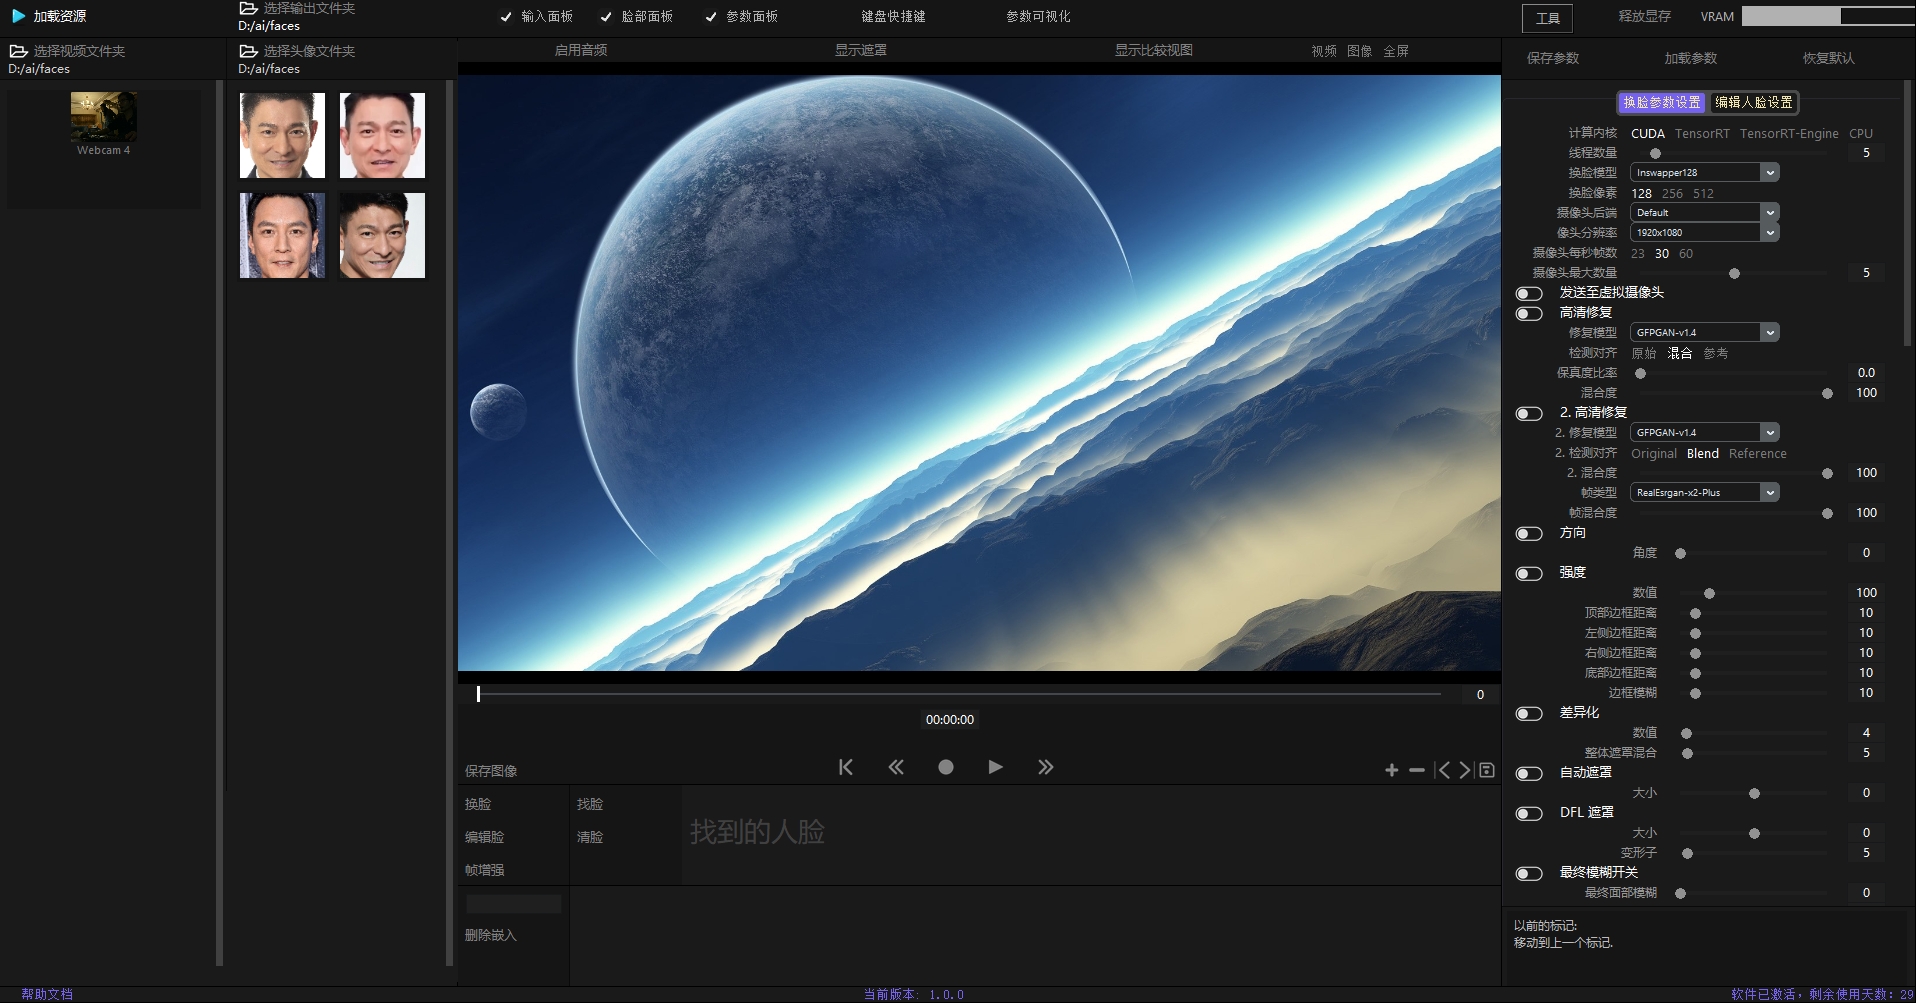 加载资源
选择输出文件夹
D:/ai/faces
输入面板 脸部面板 参数面板 键盘快捷键 参数可视化
工具 释放显存 VRAM
选择视频文件夹
D:/ai/faces
选择头像文件夹
D:/ai/faces
启用音频 显示遮罩 显示比较视图 视频 图像 全屏
保存参数 加载参数 恢复默认
Webcam 4
换脸参数设置 编辑人脸设置
计算内核 CUDA TensorRT TensorRT-Engine CPU
线程数量 5
换脸模型 Inswapper128
换脸像素 128 256 512
摄像头后端 Default
像头分辨率 1920x1080
摄像头每秒帧数 23 30 60
摄像头最大数量 5
发送至虚拟摄像头
高清修复
修复模型 GFPGAN-v1.4
检测对齐 原始 混合 参考
保真度比率 0.0
混合度 100
2. 高清修复
2. 修复模型 GFPGAN-v1.4
2. 检测对齐 Original Blend Reference
2. 混合度 100
帧类型 RealEsrgan-x2-Plus
帧混合度 100
方向
角度 0
强度
数值 100
顶部边框距离 10
左侧边框距离 10
右侧边框距离 10
底部边框距离 10
边框模糊 10
差异化
数值 4
整体遮罩混合 5
自动遮罩
大小 0
DFL 遮罩
大小 0
变形子 5
最终模糊开关
最终面部模糊 0
0
00:00:00
保存图像
换脸 找脸
编辑脸 清脸
帧增强
找到的人脸
删除嵌入
以前的标记:
移动到上一个标记.
帮助文档
当前版本: 1.0.0
软件已激活，剩余使用天数: 29